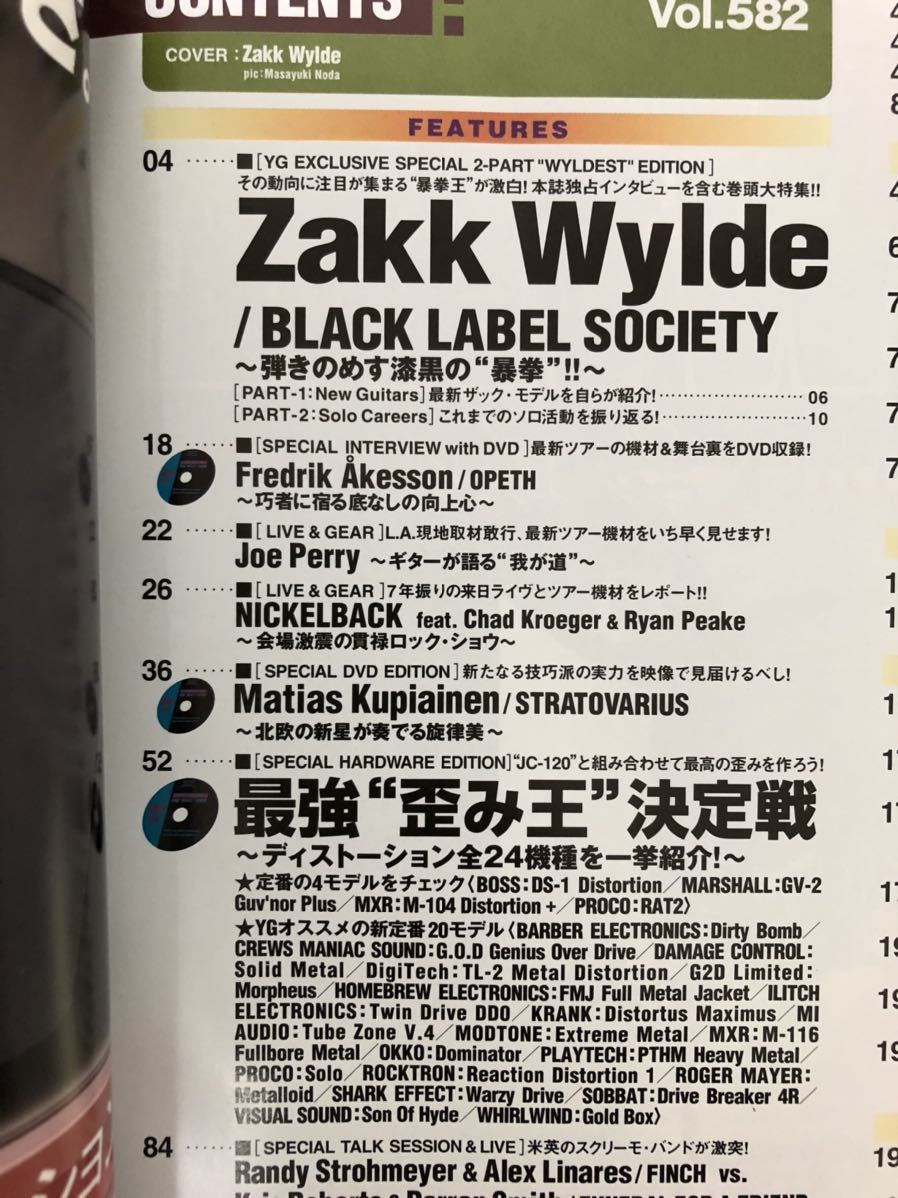 CONTENTS
Vol.582
COVER : Zakk Wylde
pic:Masayuki Noda
FEATURES
04 ······■[YG EXCLUSIVE SPECIAL 2-PART "WYLDEST" EDITION]
その動向に注目が集まる“暴拳王”が激白! 本誌独占インタビューを含む巻頭大特集!!
Zakk Wylde
/BLACK LABEL SOCIETY
～弾きのめす漆黒の“暴拳”!!～
[PART-1:New Guitars]最新ザック・モデルを自らが紹介!························06
[PART-2:Solo Careers]これまでのソロ活動を振り返る!························10
18 ······■[SPECIAL INTERVIEW with DVD]最新ツアーの機材&舞台裏をDVD収録!
Fredrik Åkesson/OPETH
～巧者に宿る底なしの向上心～
22 ······■[LIVE & GEAR]L.A.現地取材敢行、最新ツアー機材をいち早く見せます!
Joe Perry ～ギターが語る“我が道”～
26 ······■[LIVE & GEAR]7年振りの来日ライヴとツアー機材をレポート!!
NICKELBACK feat. Chad Kroeger & Ryan Peake
～会場激震の貫禄ロック・ショウ～
36 ······■[SPECIAL DVD EDITION]新たなる技巧派の実力を映像で見届けるべし!
Matias Kupiainen/STRATOVARIUS
～北欧の新星が奏でる旋律美～
52 ······■[SPECIAL HARDWARE EDITION]“JC-120”と組み合わせて最高の歪みを作ろう!
最強“歪み王”決定戦
～ディストーション全24機種を一挙紹介!～
★定番の4モデルをチェック〈BOSS:DS-1 Distortion／MARSHALL:GV-2
Guv'nor Plus／MXR:M-104 Distortion +／PROCO:RAT2〉
★YGオススメの新定番20モデル〈BARBER ELECTRONICS:Dirty Bomb／
CREWS MANIAC SOUND:G.O.D Genius Over Drive／DAMAGE CONTROL:
Solid Metal／DigiTech:TL-2 Metal Distortion／G2D Limited:
Morpheus／HOMEBREW ELECTRONICS:FMJ Full Metal Jacket／ILITCH
ELECTRONICS:Twin Drive DDO／KRANK:Distortus Maximus／MI
AUDIO:Tube Zone V.4／MODTONE:Extreme Metal／MXR:M-116
Fullbore Metal／OKKO:Dominator／PLAYTECH:PTHM Heavy Metal／
PROCO:Solo／ROCKTRON:Reaction Distortion 1／ROGER MAYER:
Metalloid／SHARK EFFECT:Warzy Drive／SOBBAT:Drive Breaker 4R／
VISUAL SOUND:Son Of Hyde／WHIRLWIND:Gold Box〉
84 ······■[SPECIAL TALK SESSION & LIVE]米英のスクリーモ・バンドが激突!
Randy Strohmeyer & Alex Linares/FINCH vs.